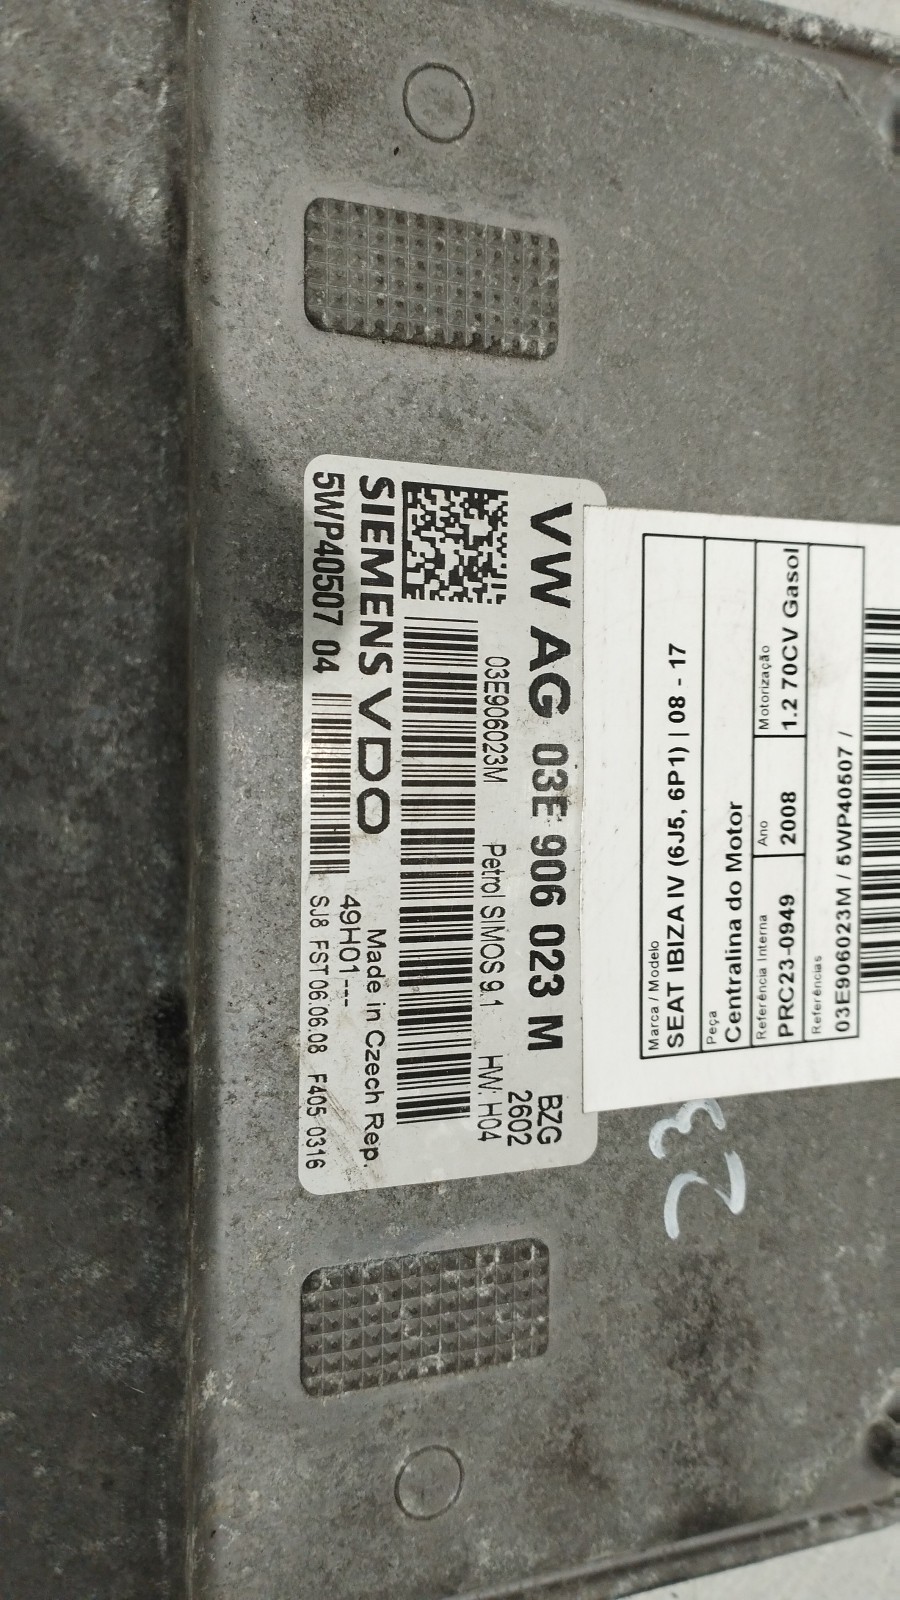 VW AG 03E 906 023 M
BZG
2602
03E906023M Petrol SIMOS 9.1 HW: H04
SIEMENS VDO
Made in Czech Rep.
49H01---
5WP40507 04
SJ8 FST06.06.08 F405 0316
Marca / Modelo
SEAT IBIZA IV (6J5, 6P1) | 08 - 17
Peça
Centralina do Motor
Referência Interna Ano Motorização
PRC23-0949 2008 1.2 70CV Gasol
Referências
03E906023M / 5WP40507 /
23